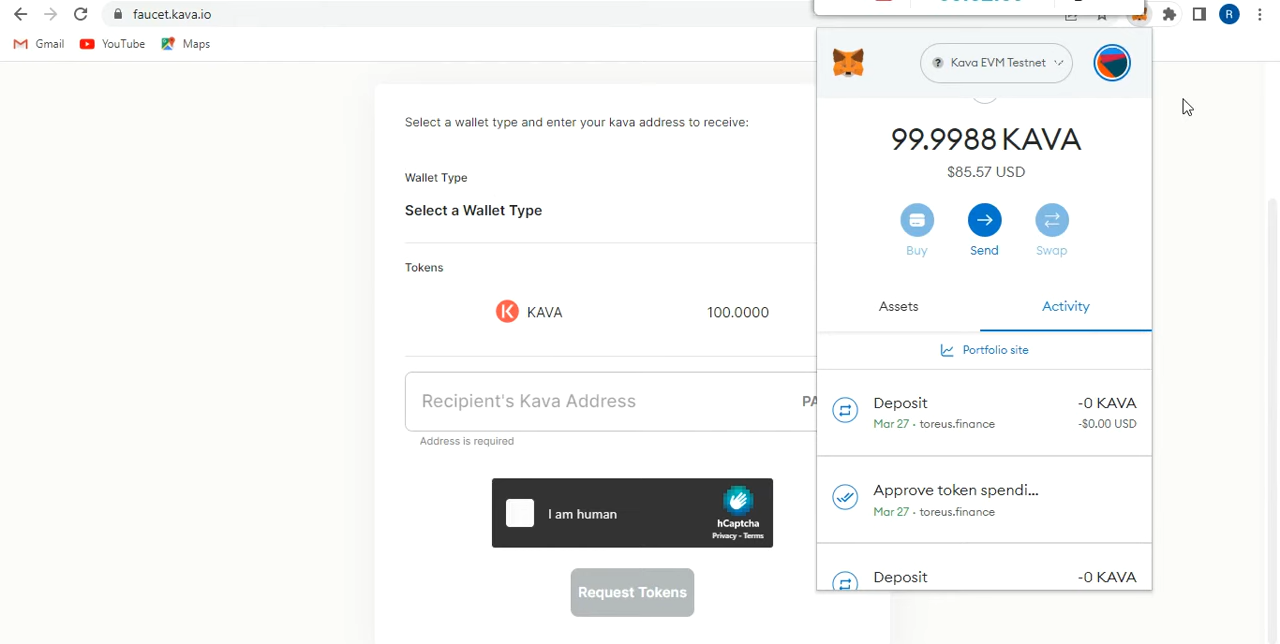 faucet.kava.io
R
Gmail
YouTube
Maps
Select a wallet type and enter your kava address to receive:
Wallet Type
Select a Wallet Type
Tokens
KAVA
100.0000
Recipient's Kava Address
PA
Address is required
I am human
hCaptcha
Privacy - Terms
Request Tokens
? Kava EVM Testnet
99.9988 KAVA
$85.57 USD
Buy
Send
Swap
Assets
Activity
Portfolio site
Deposit
-0 KAVA
Mar 27 · toreus.finance
-$0.00 USD
Approve token spendi...
Mar 27 · toreus.finance
Deposit
-0 KAVA